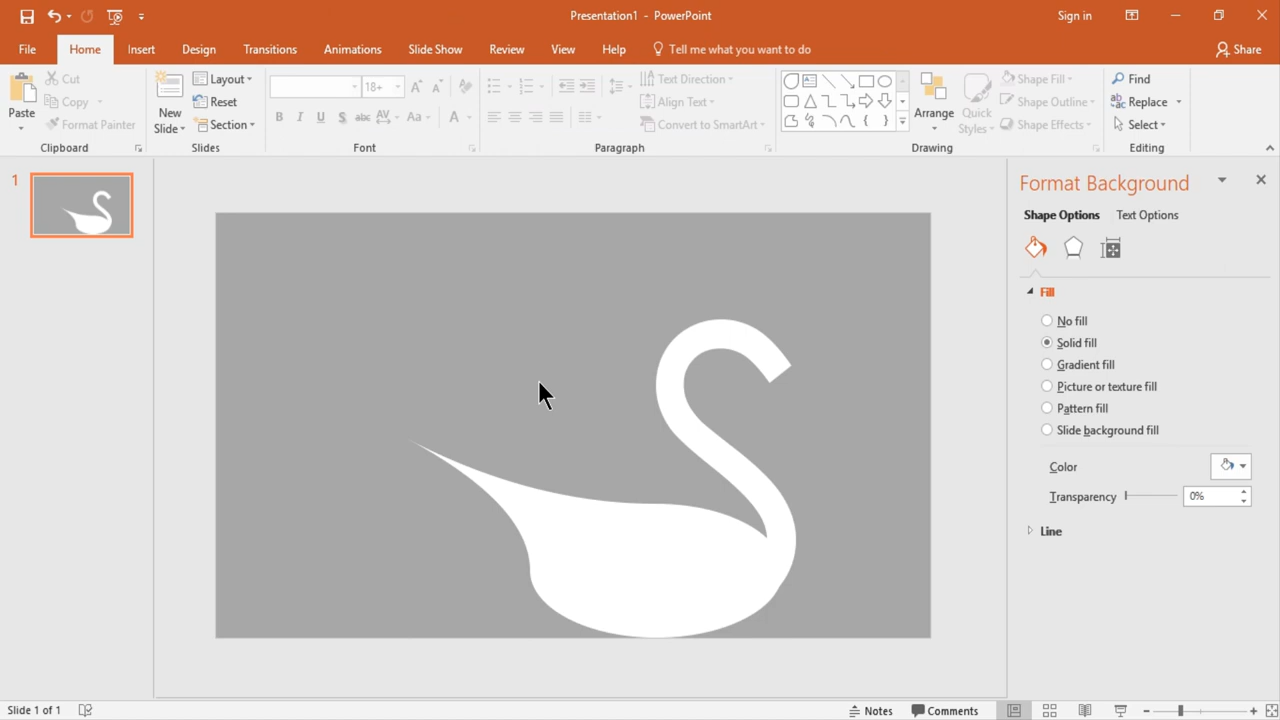 Presentation1 - PowerPoint
Sign in
File
Home
Insert
Design
Transitions
Animations
Slide Show
Review
View
Help
Tell me what you want to do
Share
Paste
Cut
Copy
Format Painter
Clipboard
New
Slide
Layout
Reset
Section
Slides
18+
B I U S abc AV Aa A
Font
Text Direction
Align Text
Convert to SmartArt
Paragraph
Arrange
Quick
Styles
Shape Fill
Shape Outline
Shape Effects
Drawing
Find
Replace
Select
Editing
1
Format Background
Shape Options
Text Options
Fill
No fill
Solid fill
Gradient fill
Picture or texture fill
Pattern fill
Slide background fill
Color
Transparency
0%
Line
Slide 1 of 1
Notes
Comments